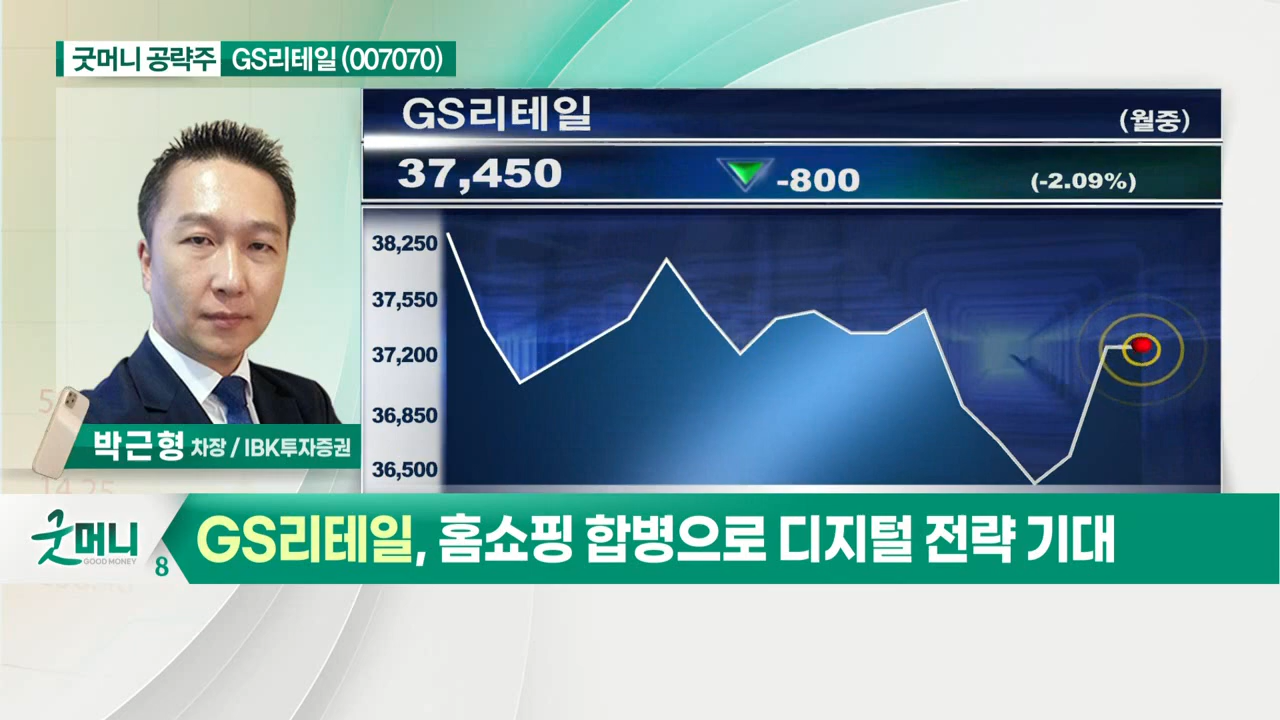 굿머니 공략주 GS리테일 (007070)
GS리테일 (월중)
37,450 -800 (-2.09%)
38,250
37,550
37,200
36,850
36,500
박근형 차장 / IBK투자증권
굿머니
GOOD MONEY
8
GS리테일, 홈쇼핑 합병으로 디지털 전략 기대